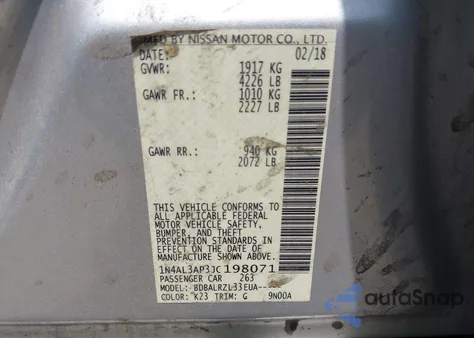 MFD BY NISSAN MOTOR CO., LTD.
DATE: 02/18
GVWR: 1917 KG
4226 LB
GAWR FR.: 1010 KG
2227 LB
GAWR RR.: 940 KG
2072 LB
THIS VEHICLE CONFORMS TO
ALL APPLICABLE FEDERAL
MOTOR VEHICLE SAFETY,
BUMPER, AND THEFT
PREVENTION STANDARDS
IN EFFECT ON THE DATE OF
MANUFACTURE SHOWN ABOVE.
1N4AL3AP3JC198071
PASSENGER CAR 263
MODEL: 8DBALRZL33EUA--
COLOR: K23 TRIM: G 9N00A
AutoSnap